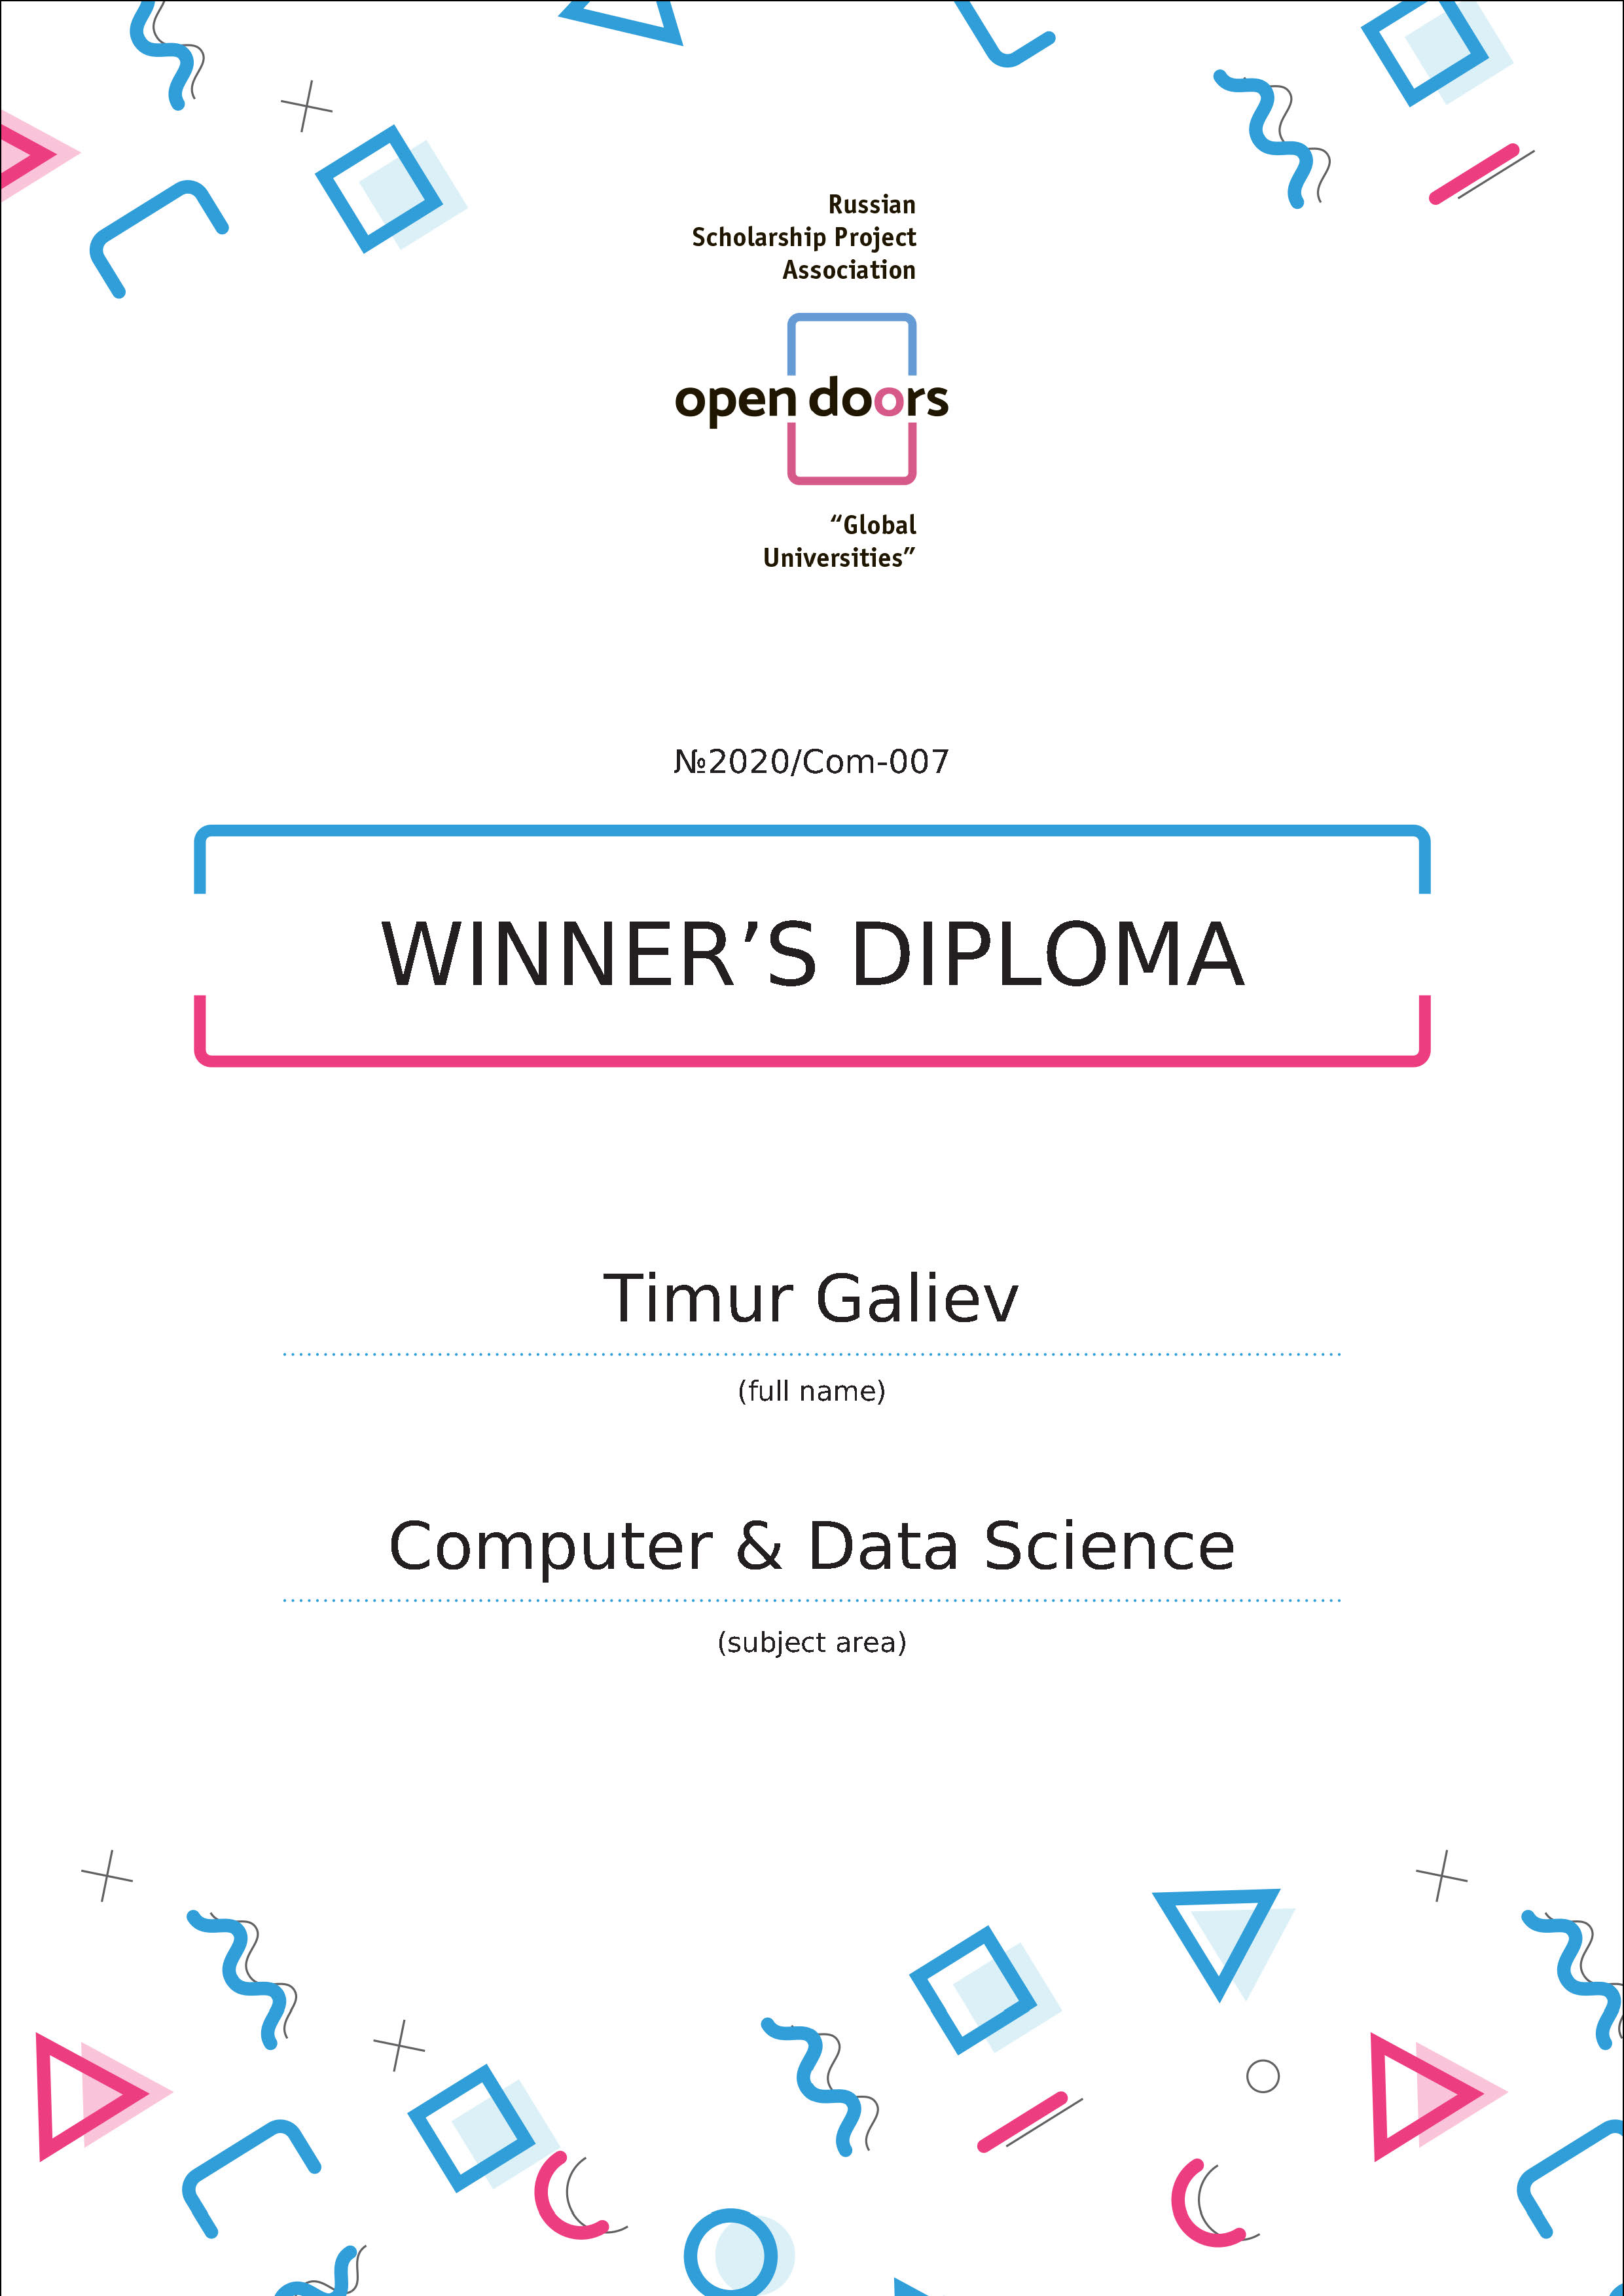 Russian
Scholarship Project
Association
open doors
“Global
Universities”
№2020/Com-007
WINNER’S DIPLOMA
Timur Galiev
(full name)
Computer & Data Science
(subject area)